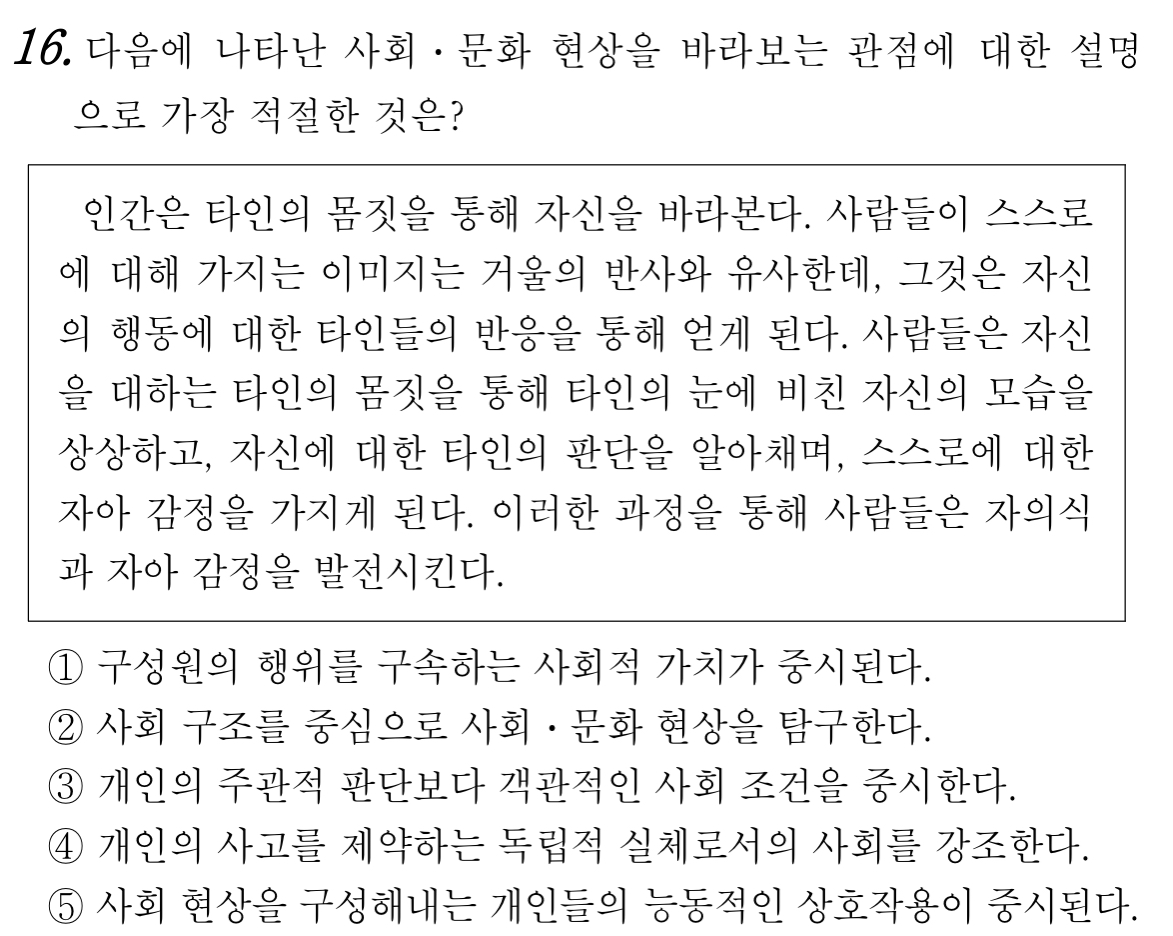 16. 다음에 나타난 사회·문화 현상을 바라보는 관점에 대한 설명
으로 가장 적절한 것은?
인간은 타인의 몸짓을 통해 자신을 바라본다. 사람들이 스스로
에 대해 가지는 이미지는 거울의 반사와 유사한데, 그것은 자신
의 행동에 대한 타인들의 반응을 통해 얻게 된다. 사람들은 자신
을 대하는 타인의 몸짓을 통해 타인의 눈에 비친 자신의 모습을
상상하고, 자신에 대한 타인의 판단을 알아채며, 스스로에 대한
자아 감정을 가지게 된다. 이러한 과정을 통해 사람들은 자의식
과 자아 감정을 발전시킨다.
① 구성원의 행위를 구속하는 사회적 가치가 중시된다.
② 사회 구조를 중심으로 사회·문화 현상을 탐구한다.
③ 개인의 주관적 판단보다 객관적인 사회 조건을 중시한다.
④ 개인의 사고를 제약하는 독립적 실체로서의 사회를 강조한다.
⑤ 사회 현상을 구성해내는 개인들의 능동적인 상호작용이 중시된다.